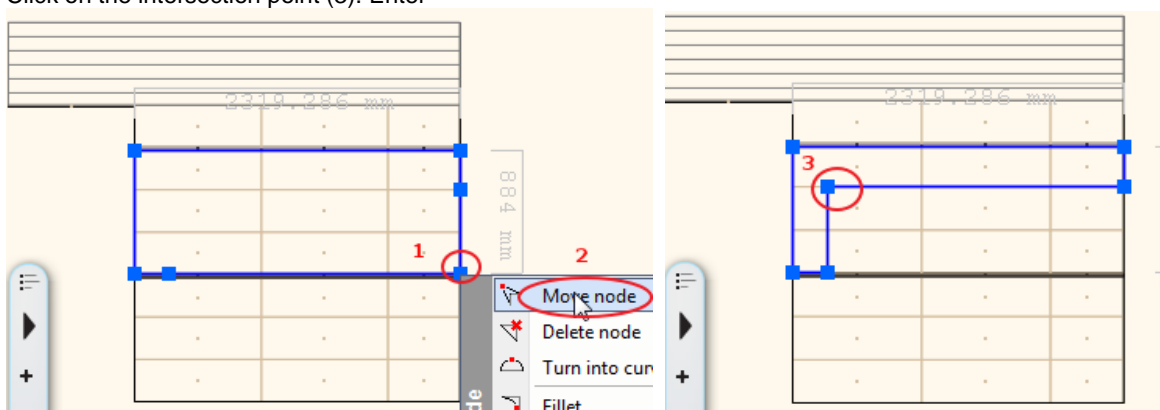 Click on the intersection point (3). Enter
2319.286 mm
884 mm
1
2
Move node
Delete node
Turn into cur
Fillet
de
2319.286 mm
3